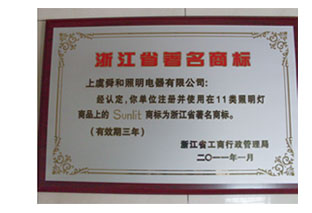 浙江省著名商标
上虞舜和照明电器有限公司:
经认定,你单位注册并使用在11类照明灯
商品上的 Sunlit 商标为浙江省著名商标。
(有效期三年)
浙江省工商行政管理局
二〇一一年一月